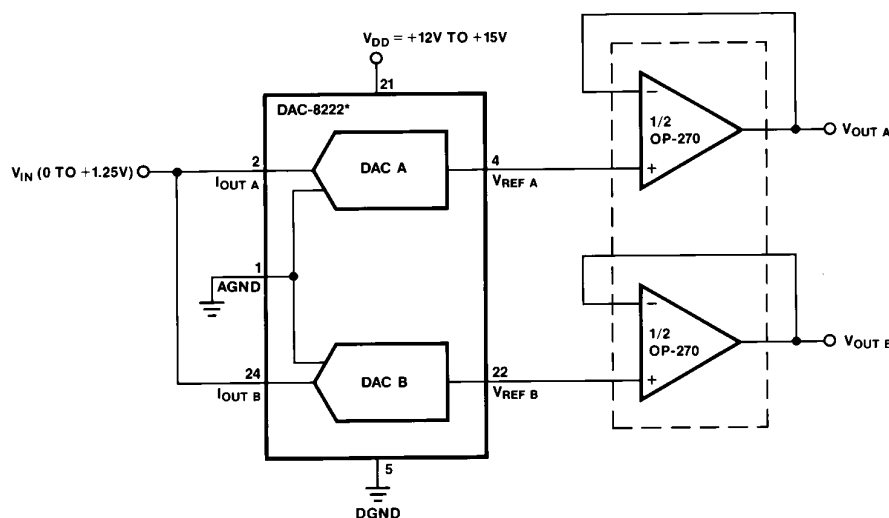 V_DD = +12V TO +15V
21
DAC-8222*
V_IN (0 TO +1.25V)
2
I_OUT A
DAC A
4
V_REF A
−
1/2
OP-270
+
V_OUT A
1
AGND
24
I_OUT B
DAC B
22
V_REF B
−
1/2
OP-270
+
V_OUT B
5
DGND